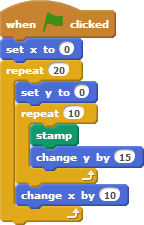 when clicked
set x to 0
repeat 20
set y to 0
repeat 10
stamp
change y by 15
change x by 10